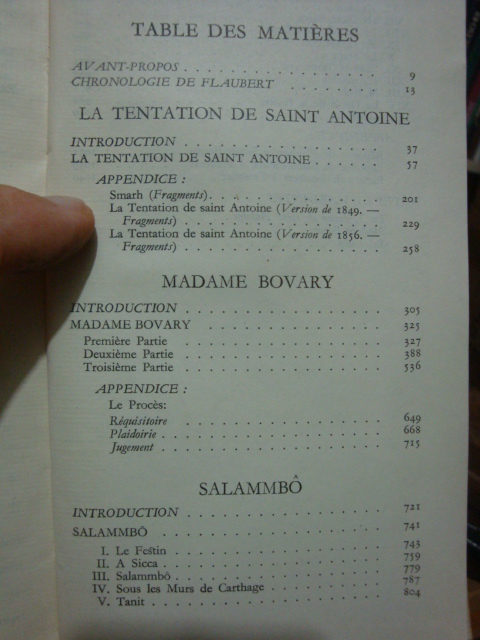 TABLE DES MATIÈRES
AVANT-PROPOS . . . . . . . . . . . . . . . . . 9
CHRONOLOGIE DE FLAUBERT . . . . . . . . 13
LA TENTATION DE SAINT ANTOINE
INTRODUCTION . . . . . . . . . . . . . . . . . 37
LA TENTATION DE SAINT ANTOINE . . . . . . 57
APPENDICE :
Smarh (Fragments) . . . . . . . . . . . . . . . 201
La Tentation de saint Antoine (Version de 1849. —
Fragments) . . . . . . . . . . . . . . . . . 229
La Tentation de saint Antoine (Version de 1856. —
Fragments) . . . . . . . . . . . . . . . . . 258
MADAME BOVARY
INTRODUCTION . . . . . . . . . . . . . . . . . 305
MADAME BOVARY . . . . . . . . . . . . . . . . 325
Première Partie . . . . . . . . . . . . . . . . . 327
Deuxième Partie . . . . . . . . . . . . . . . . 388
Troisième Partie . . . . . . . . . . . . . . . . 536
APPENDICE :
Le Procès:
Réquisitoire . . . . . . . . . . . . . . . . . 649
Plaidoirie . . . . . . . . . . . . . . . . . . 668
Jugement . . . . . . . . . . . . . . . . . . 715
SALAMMBÔ
INTRODUCTION . . . . . . . . . . . . . . . . . 721
SALAMMBÔ . . . . . . . . . . . . . . . . . . 741
I. Le Festin . . . . . . . . . . . . . . . . . 743
II. A Sicca . . . . . . . . . . . . . . . . . 759
III. Salammbô . . . . . . . . . . . . . . . . 779
IV. Sous les Murs de Carthage . . . . . . . . . 787
V. Tanit . . . . . . . . . . . . . . . . . . 804